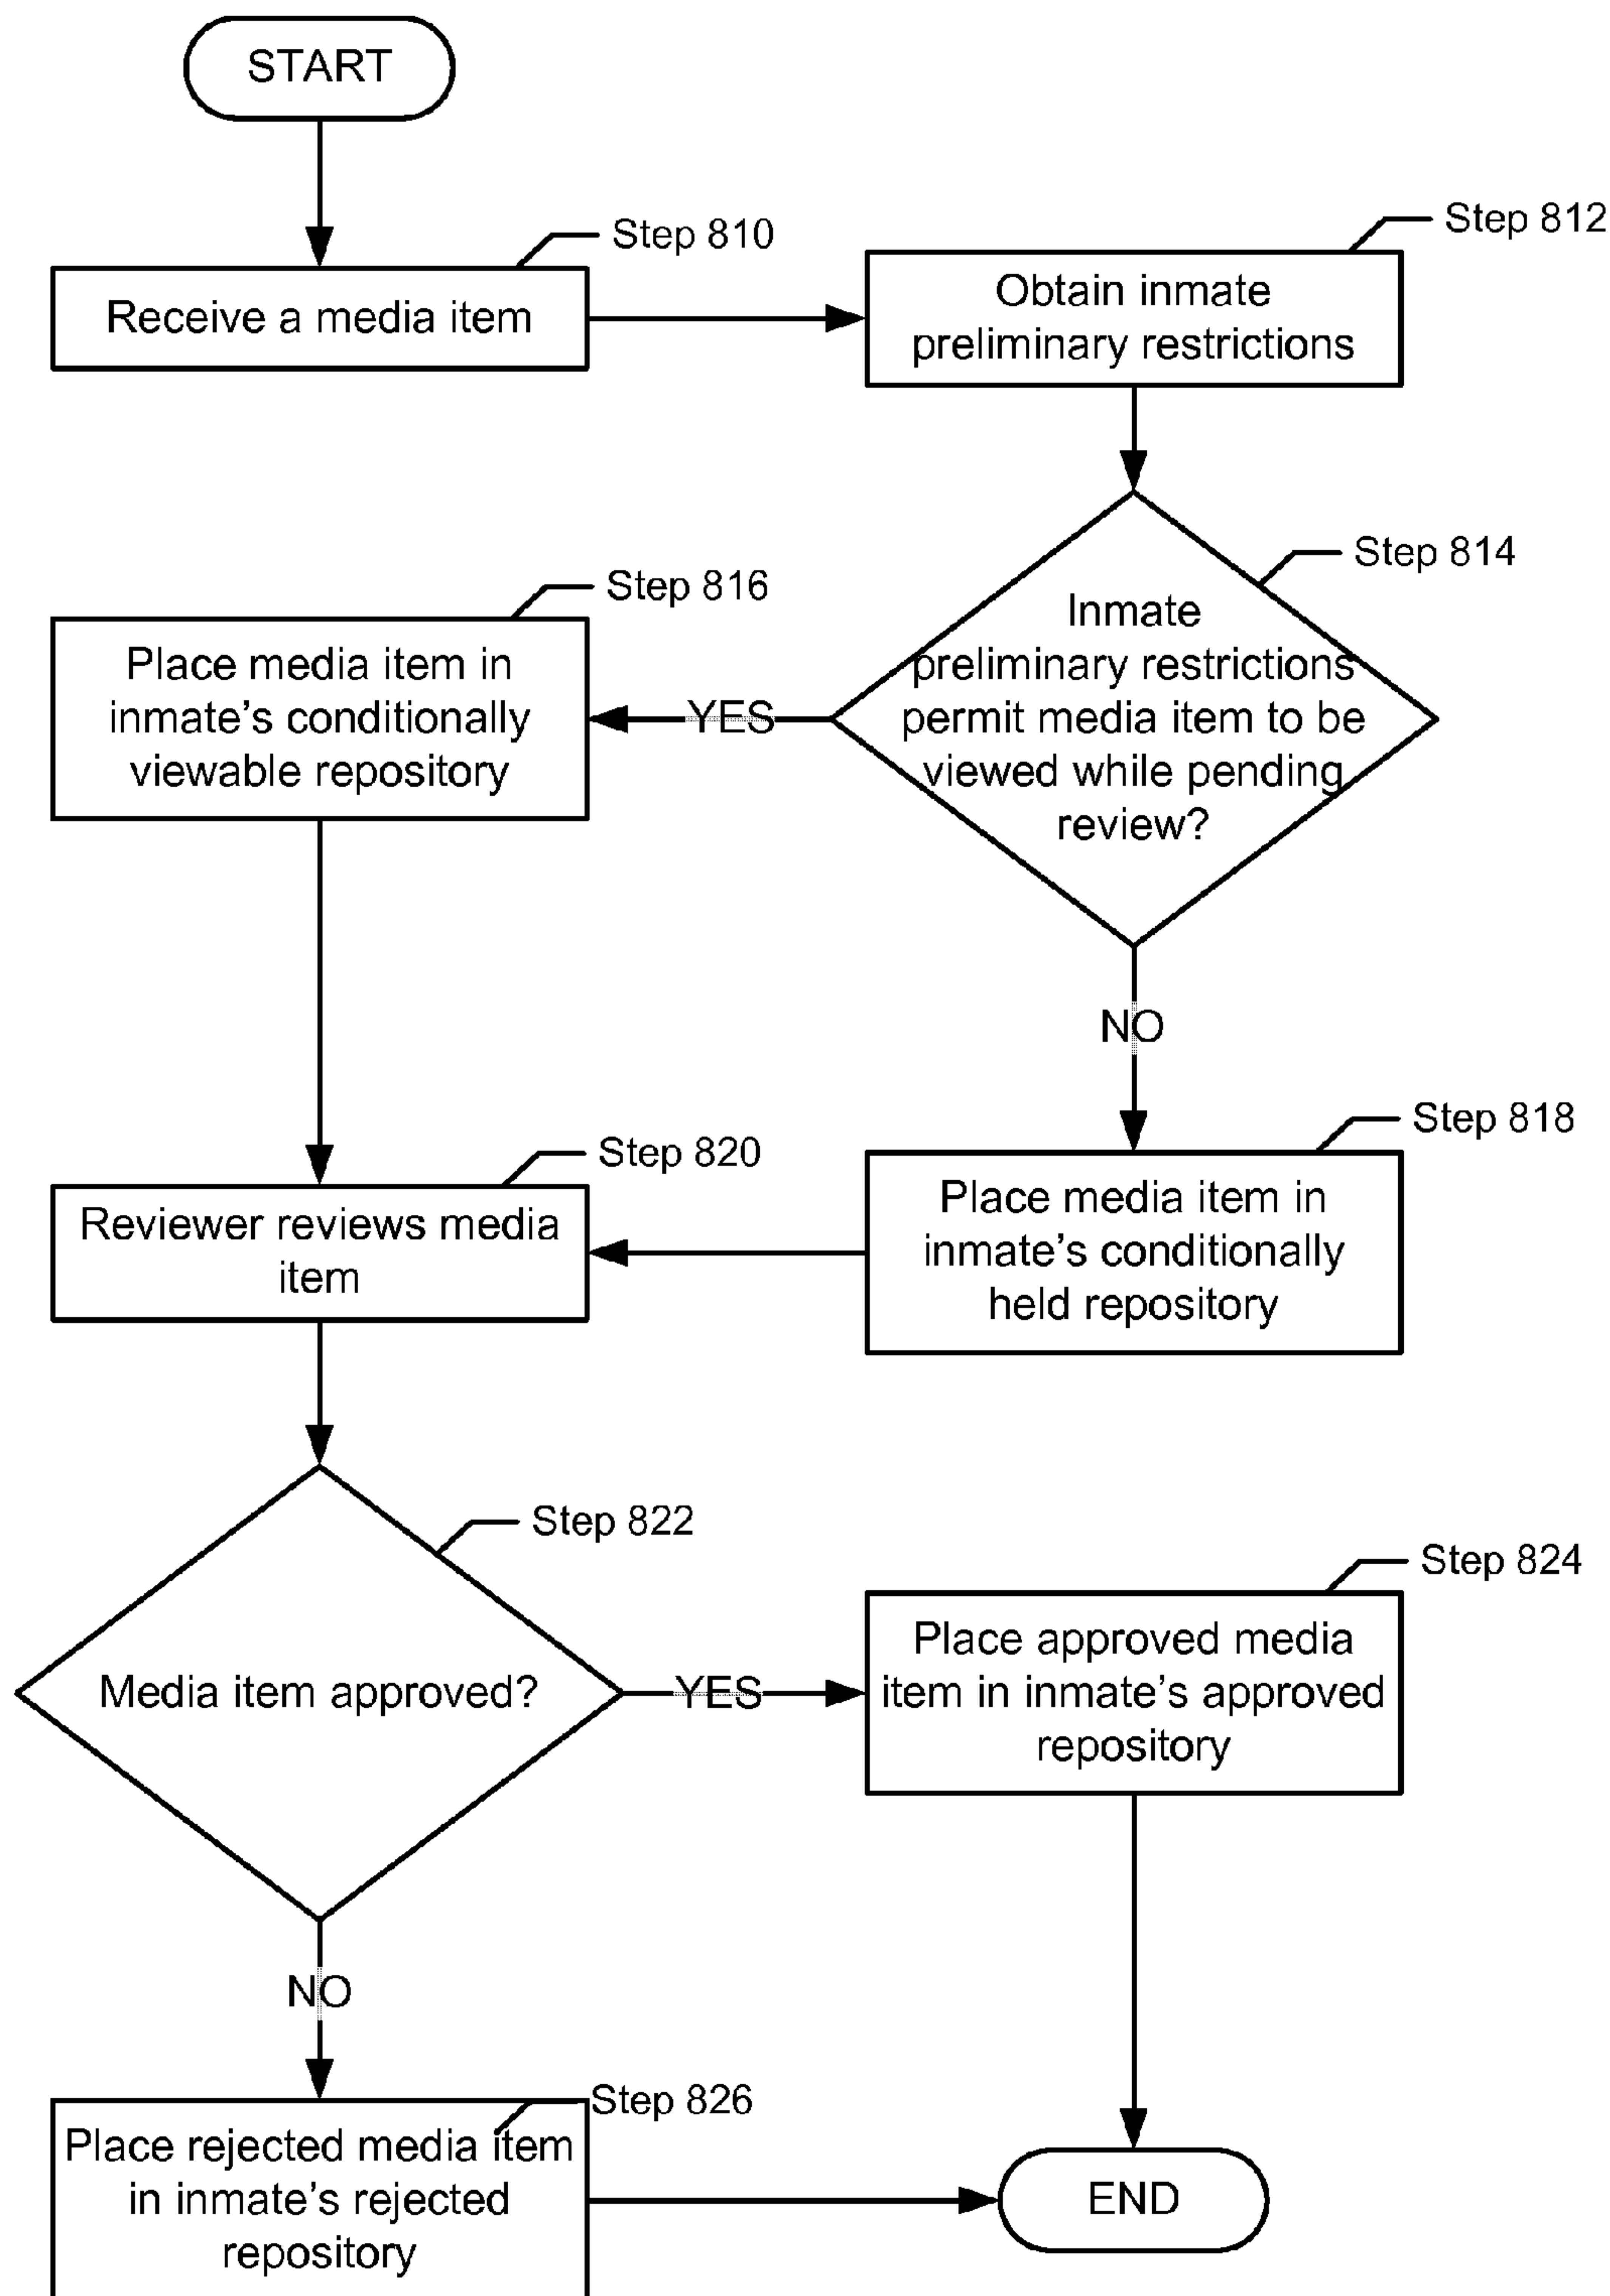 START
Step 810
Receive a media item
Step 812
Obtain inmate
preliminary restrictions
Step 814
Inmate
preliminary restrictions
permit media item to be
viewed while pending
review?
YES
Step 816
Place media item in
inmate's conditionally
viewable repository
NO
Step 818
Place media item in
inmate's conditionally
held repository
Step 820
Reviewer reviews media
item
Step 822
Media item approved?
YES
Step 824
Place approved media
item in inmate's approved
repository
NO
Step 826
Place rejected media item
in inmate's rejected
repository
END